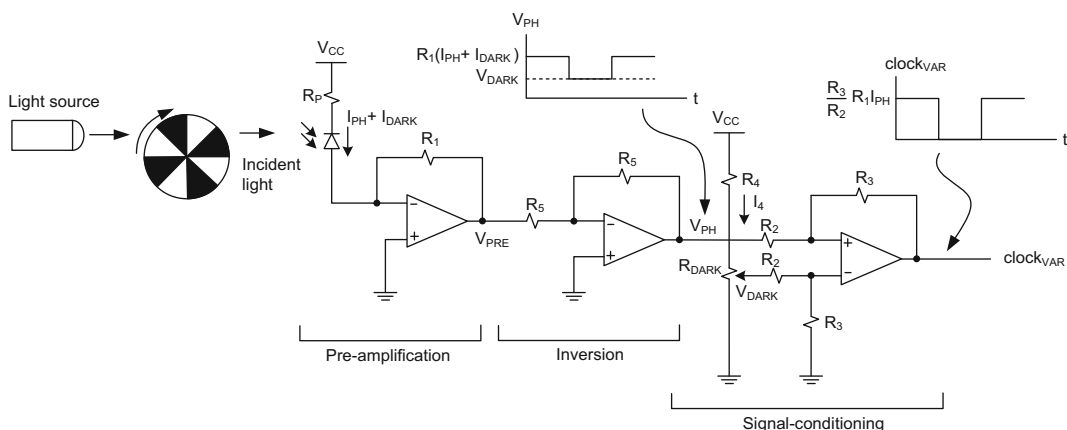 V_PH
R_1(I_PH + I_DARK)
V_DARK
t
clock_VAR
R_3
R_2
R_1I_PH
t
Light source
Incident
light
V_CC
R_P
I_PH + I_DARK
R_1
−
+
V_PRE
R_5
R_5
−
+
V_PH
V_CC
R_4
I_4
R_DARK
V_DARK
R_2
R_2
R_3
+
−
R_3
clock_VAR
Pre-amplification
Inversion
Signal-conditioning